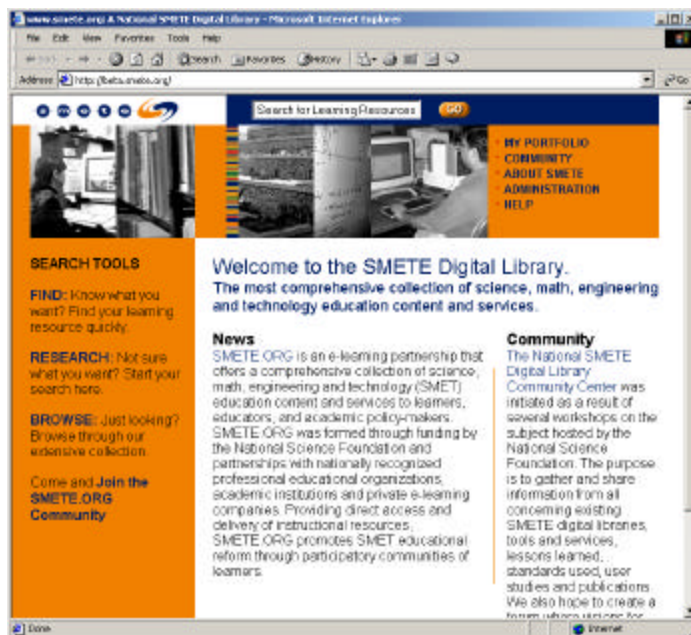 www.smete.org: A National SMETE Digital Library - Microsoft Internet Explorer
File Edit View Favorites Tools Help
Search Favorites History
Address http://beta.smete.org/ Go
s m e t e
Search for Learning Resources GO
MY PORTFOLIO
COMMUNITY
ABOUT SMETE
ADMINISTRATION
HELP
SEARCH TOOLS
FIND: Know what you
want? Find your learning
resource quickly.
RESEARCH: Not sure
what you want? Start your
search here.
BROWSE: Just looking?
Browse through our
extensive collection.
Come and Join the
SMETE.ORG
Community
Welcome to the SMETE Digital Library.
The most comprehensive collection of science, math, engineering
and technology education content and services.
News
SMETE.ORG is an e-learning partnership that
offers a comprehensive collection of science,
math, engineering and technology (SMET)
education content and services to learners,
educators, and academic policy-makers.
SMETE.ORG was formed through funding by
the National Science Foundation and
partnerships with nationally recognized
professional educational organizations,
academic institutions and private e-learning
companies. Providing direct access and
delivery of instructional resources,
SMETE.ORG promotes SMET educational
reform through participatory communities of
learners.
Community
The National SMETE
Digital Library
Community Center was
initiated as a result of
several workshops on the
subject hosted by the
National Science
Foundation. The purpose
is to gather and share
information from all
concerning existing
SMETE digital libraries,
tools and services,
lessons learned,
standards used, user
studies and publications.
We also hope to create a
forum where visions for
Done Internet